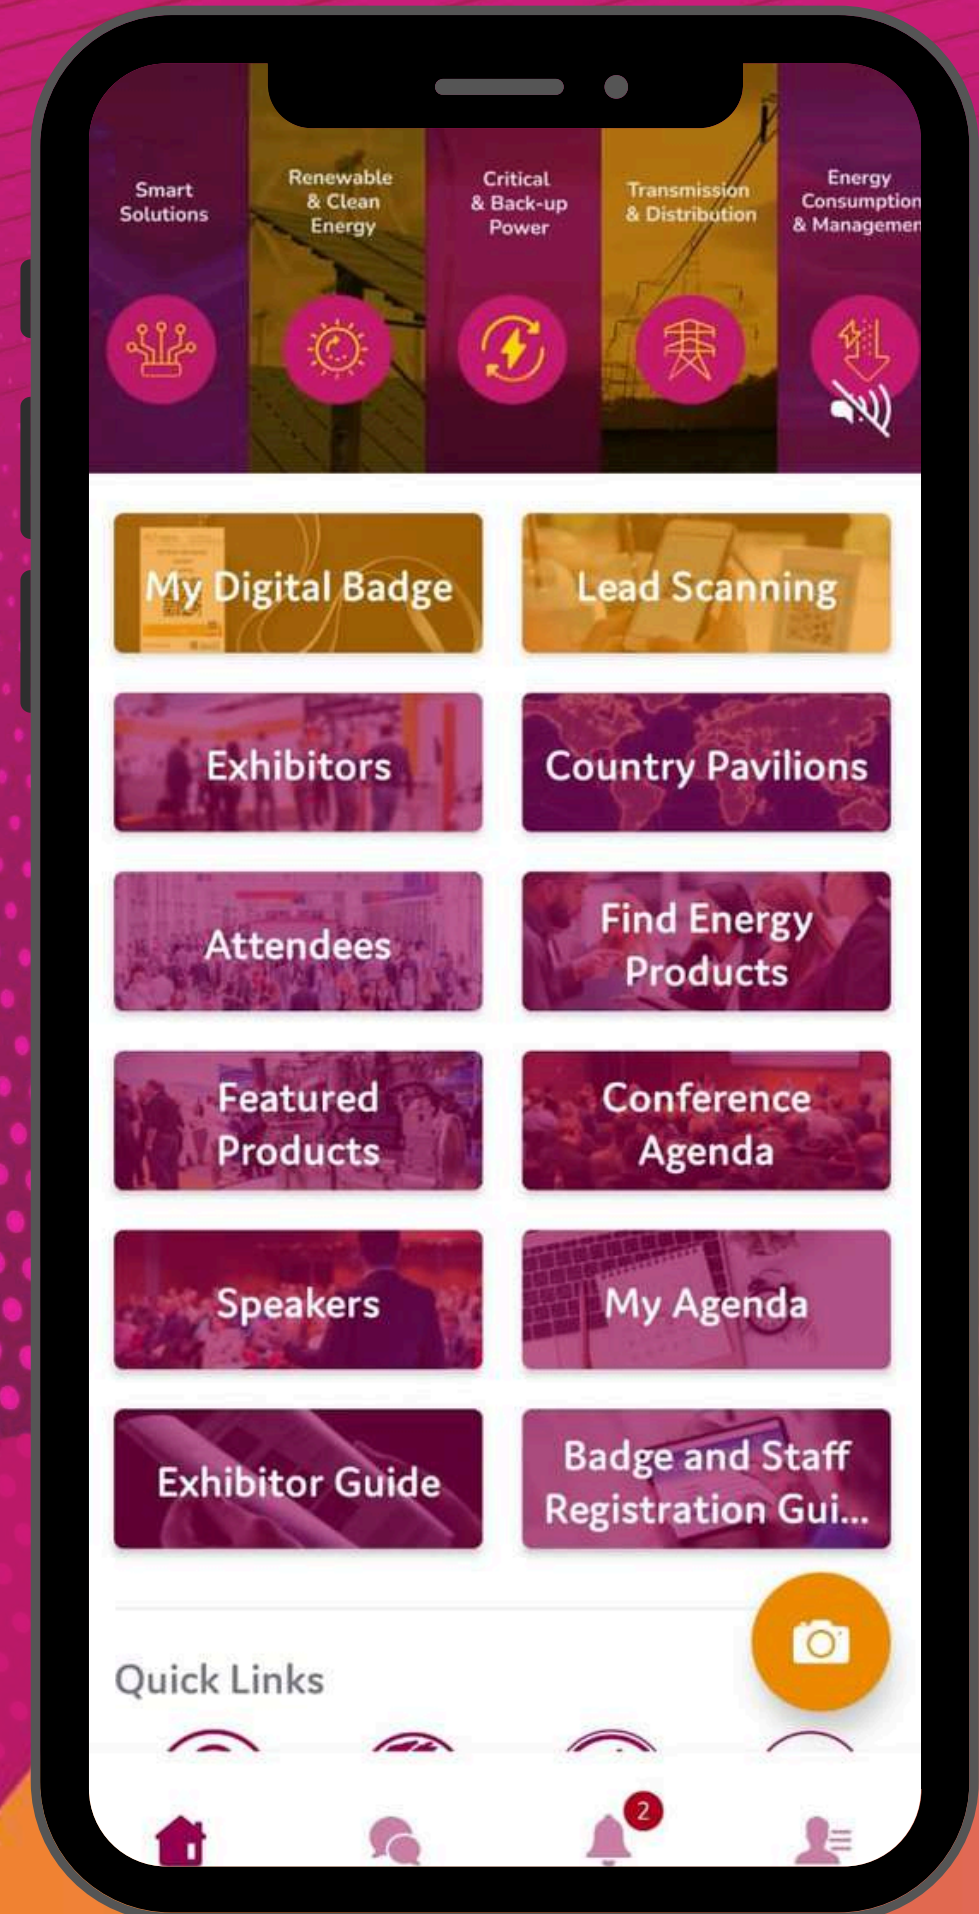 Smart
Solutions
Renewable
& Clean
Energy
Critical
& Back-up
Power
Transmission
& Distribution
Energy
Consumption
& Managemen
My Digital Badge
Lead Scanning
Exhibitors
Country Pavilions
Attendees
Find Energy
Products
Featured
Products
Conference
Agenda
Speakers
My Agenda
Exhibitor Guide
Badge and Staff
Registration Gui...
Quick Links
2